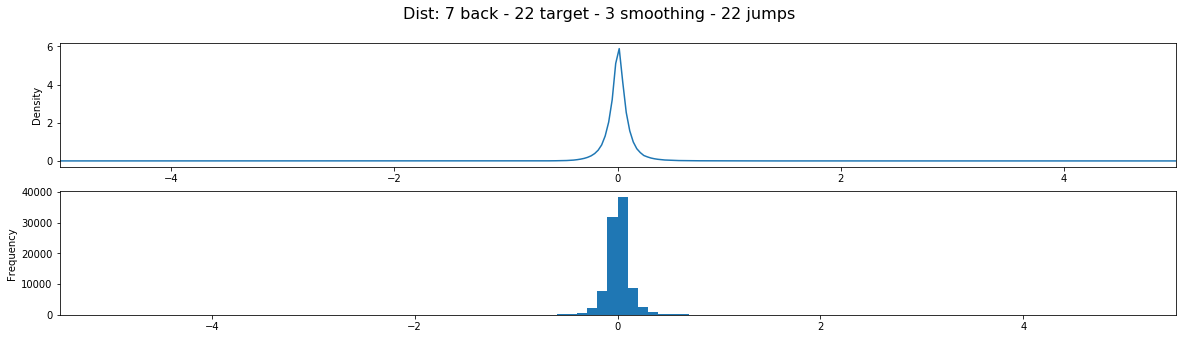 Dist: 7 back - 22 target - 3 smoothing - 22 jumps
6
4
2
0
Density
−4 −2 0 2 4
40000
30000
20000
10000
0
Frequency
−4 −2 0 2 4